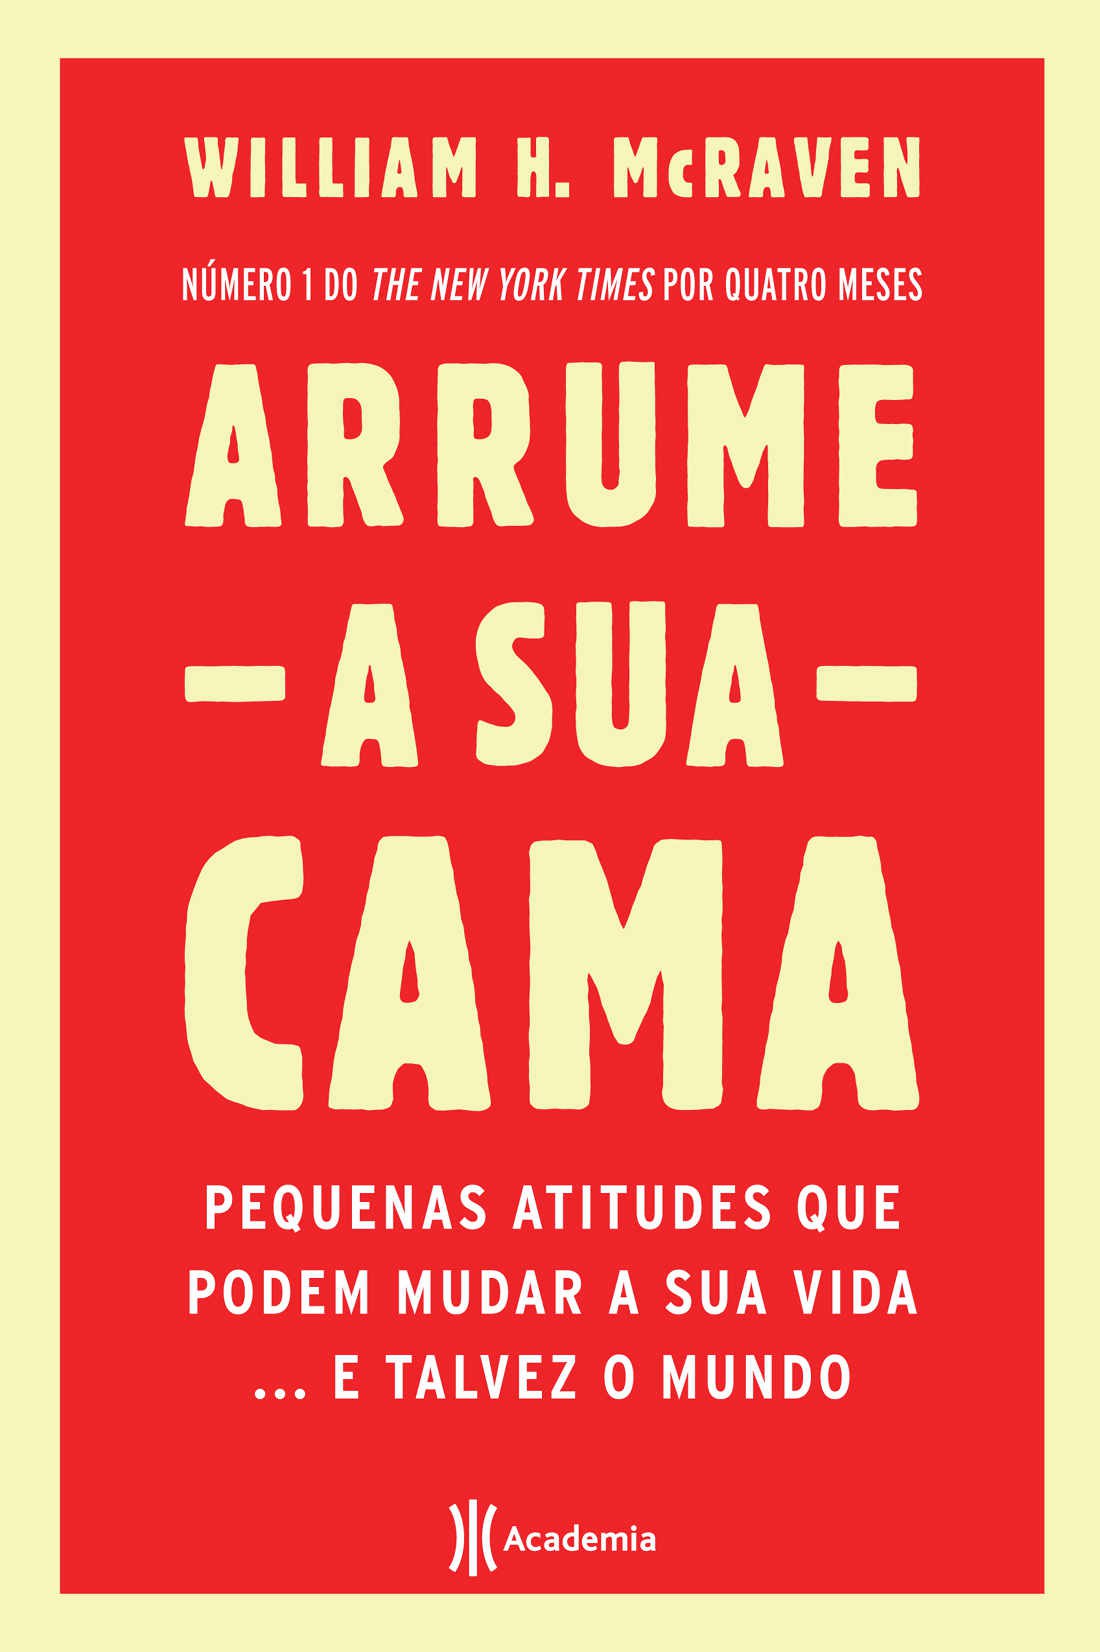 WILLIAM H. McRAVEN
NÚMERO 1 DO THE NEW YORK TIMES POR QUATRO MESES
ARRUME
A SUA
CAMA
PEQUENAS ATITUDES QUE
PODEM MUDAR A SUA VIDA
... E TALVEZ O MUNDO
Academia